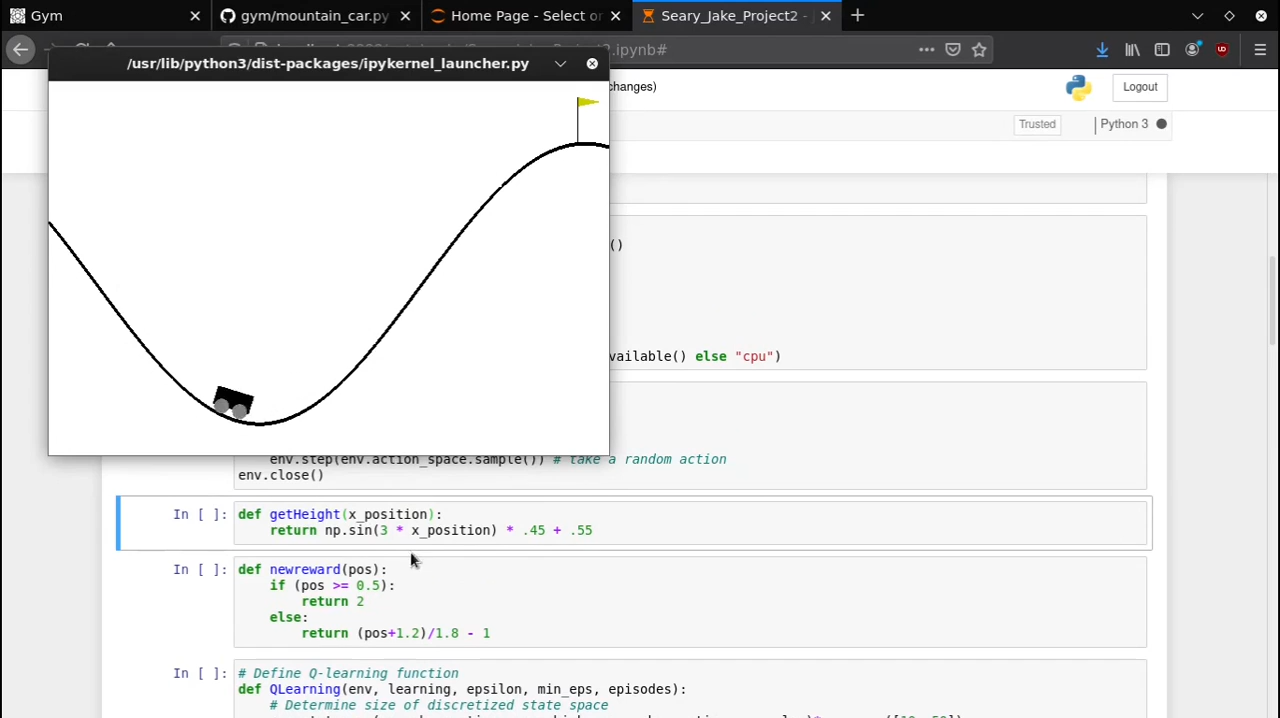 Gym
gym/mountain_car.py
Home Page - Select or
Seary_Jake_Project2 -
/usr/lib/python3/dist-packages/ipykernel_launcher.py
changes)
Logout
Trusted
Python 3
()
vailable() else "cpu")
env.step(env.action_space.sample()) # take a random action
env.close()
In [ ]:
def getHeight(x_position):
return np.sin(3 * x_position) * .45 + .55
In [ ]:
def newreward(pos):
if (pos >= 0.5):
return 2
else:
return (pos+1.2)/1.8 - 1
In [ ]:
# Define Q-learning function
def QLearning(env, learning, epsilon, min_eps, episodes):
# Determine size of discretized state space